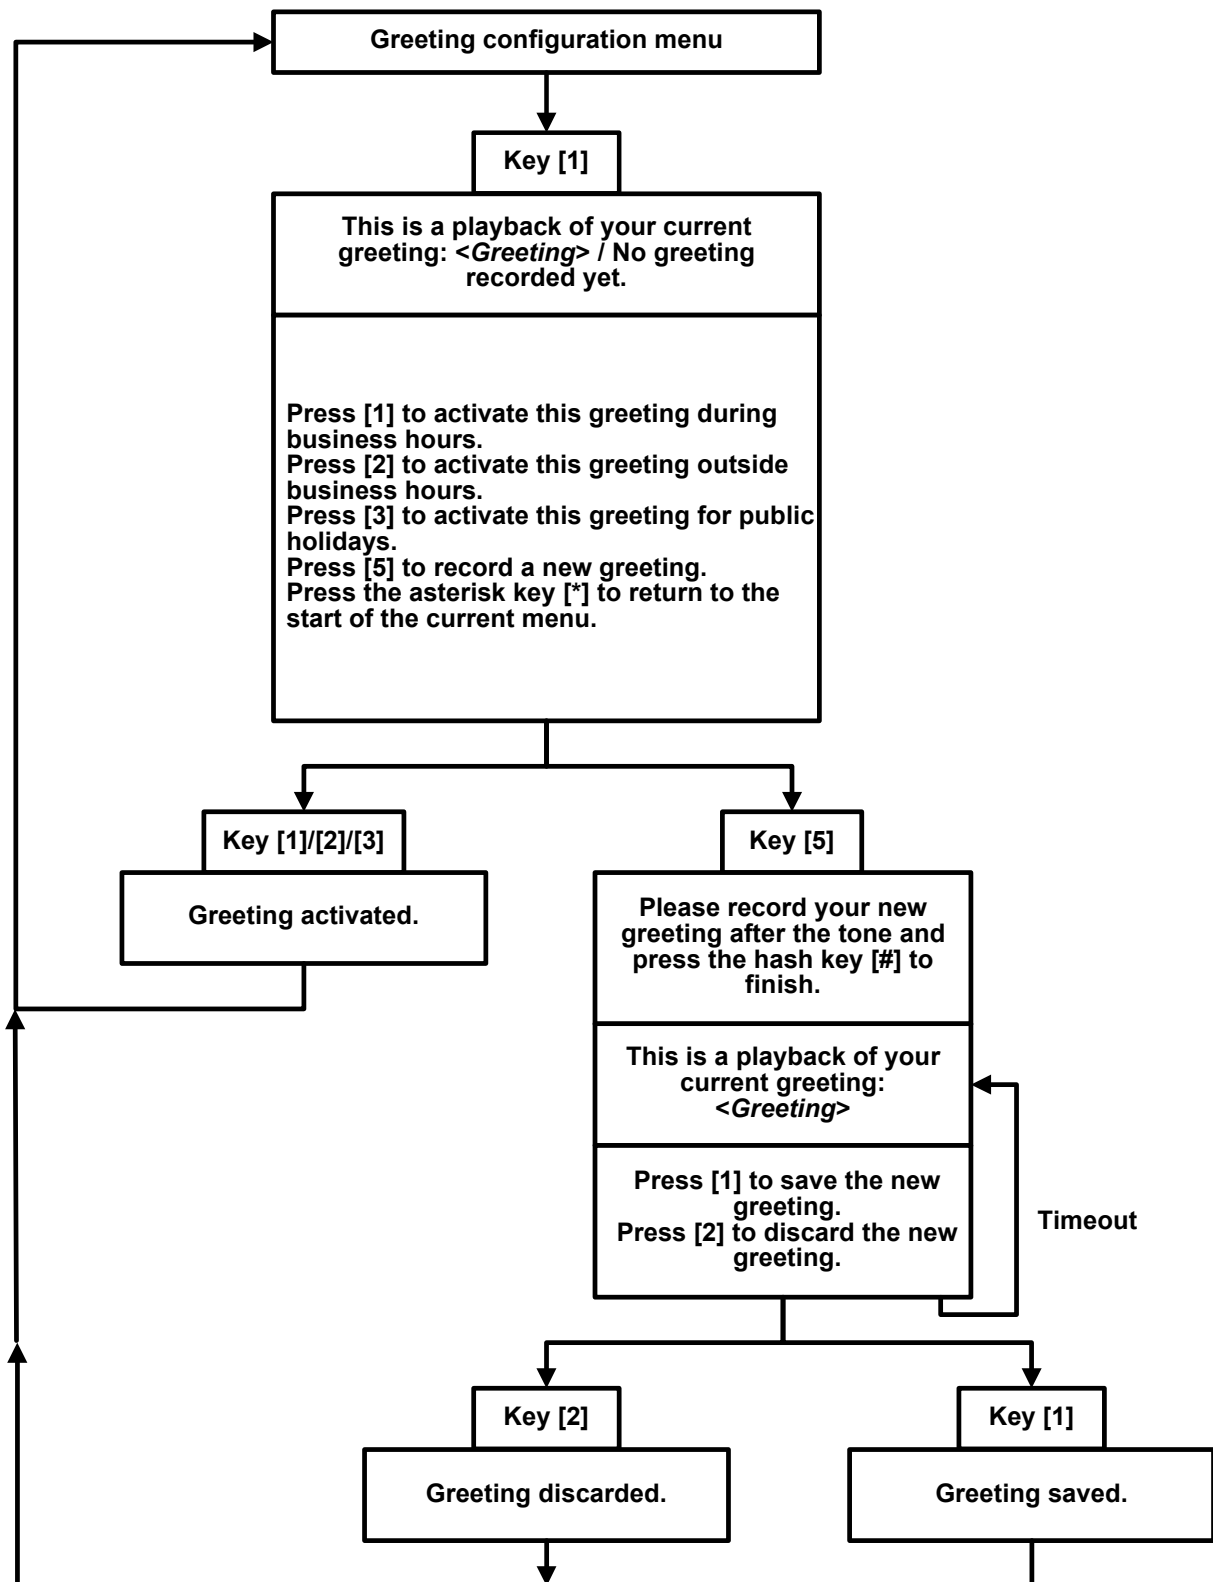 Greeting configuration menu
Key [1]
This is a playback of your current
greeting: <Greeting> / No greeting
recorded yet.
Press [1] to activate this greeting during
business hours.
Press [2] to activate this greeting outside
business hours.
Press [3] to activate this greeting for public
holidays.
Press [5] to record a new greeting.
Press the asterisk key [*] to return to the
start of the current menu.
Key [1]/[2]/[3]
Greeting activated.
Key [5]
Please record your new
greeting after the tone and
press the hash key [#] to
finish.
This is a playback of your
current greeting:
<Greeting>
Press [1] to save the new
greeting.
Press [2] to discard the new
greeting.
Timeout
Key [2]
Greeting discarded.
Key [1]
Greeting saved.